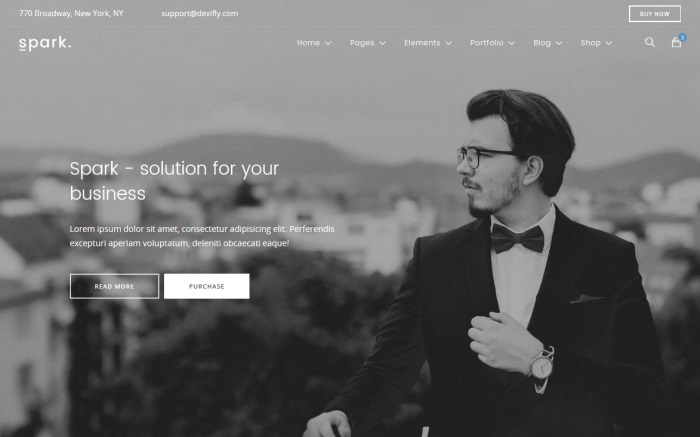 770 Broadway, New York, NY
support@dexifly.com
BUY NOW
spark.
Home
Pages
Elements
Portfolio
Blog
Shop
Spark - solution for your
business
Lorem ipsum dolor sit amet, consectetur adipisicing elit. Perferendis
excepturi aperiam voluptatum, deleniti obcaecati eaque!
READ MORE
PURCHASE